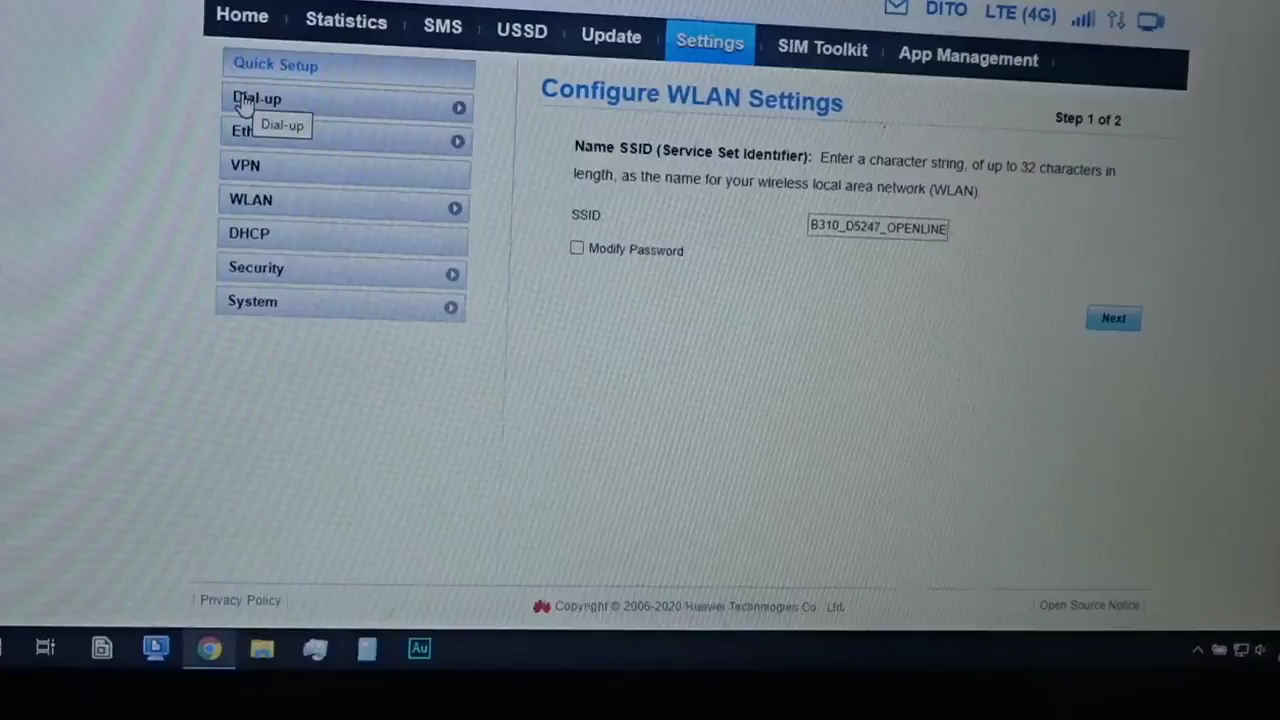 DITO LTE (4G)
Home Statistics SMS USSD Update Settings SIM Toolkit App Management
Quick Setup
Dial-up
Dial-up
Eth
VPN
WLAN
DHCP
Security
System
Configure WLAN Settings
Step 1 of 2
Name SSID (Service Set Identifier): Enter a character string, of up to 32 characters in
length, as the name for your wireless local area network (WLAN)
SSID B310_D5247_OPENLINE
Modify Password
Next
Privacy Policy Copyright © 2006-2020 Huawei Technologies Co. Ltd. Open Source Notice
Au